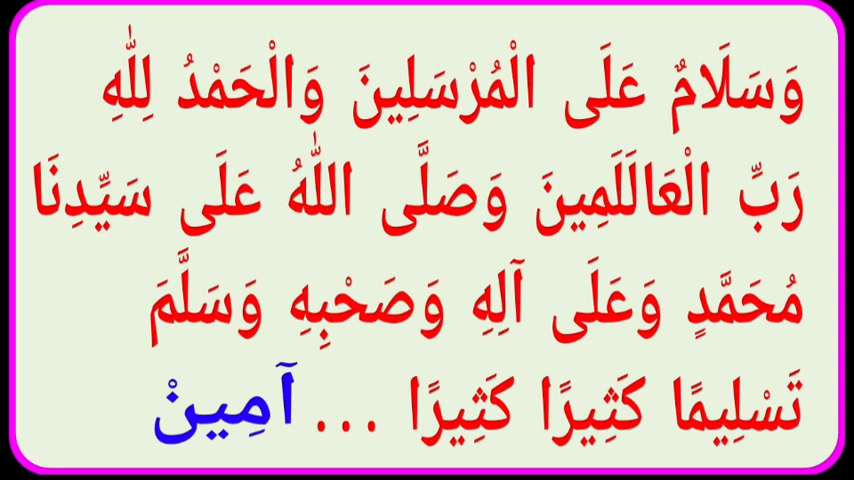 وَسَلَامٌ عَلَى الْمُرْسَلِينَ وَالْحَمْدُ لِلّٰهِ
رَبِّ الْعَالَلَمِينَ وَصَلَّى اللّٰهُ عَلَى سَيِّدِنَا
مُحَمَّدٍ وَعَلَى آلِهِ وَصَحْبِهِ وَسَلَّمَ
تَسْلِيمًا كَثِيرًا كَثِيرًا ... آمِينْ